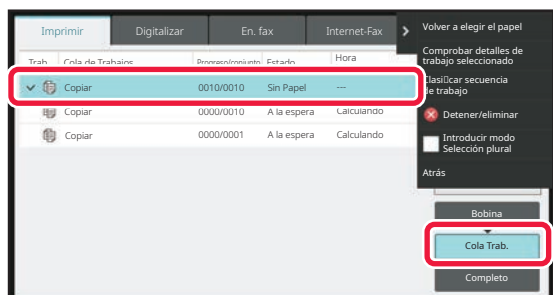 Imprimir Digitalizar En. fax Internet-Fax
Trab. Cola de Trabajos Progreso/conjunto Estado Hora
Copiar 0010/0010 Sin Papel ---
Copiar 0000/0010 A la espera Calculando
Copiar 0000/0001 A la espera Calculando
Volver a elegir el papel
Comprobar detalles de
trabajo seleccionado
secuencia
de trabajo
Detener/eliminar
Introducir modo
Selección plural
Atrás
Bobina
Cola Trab.
Completo